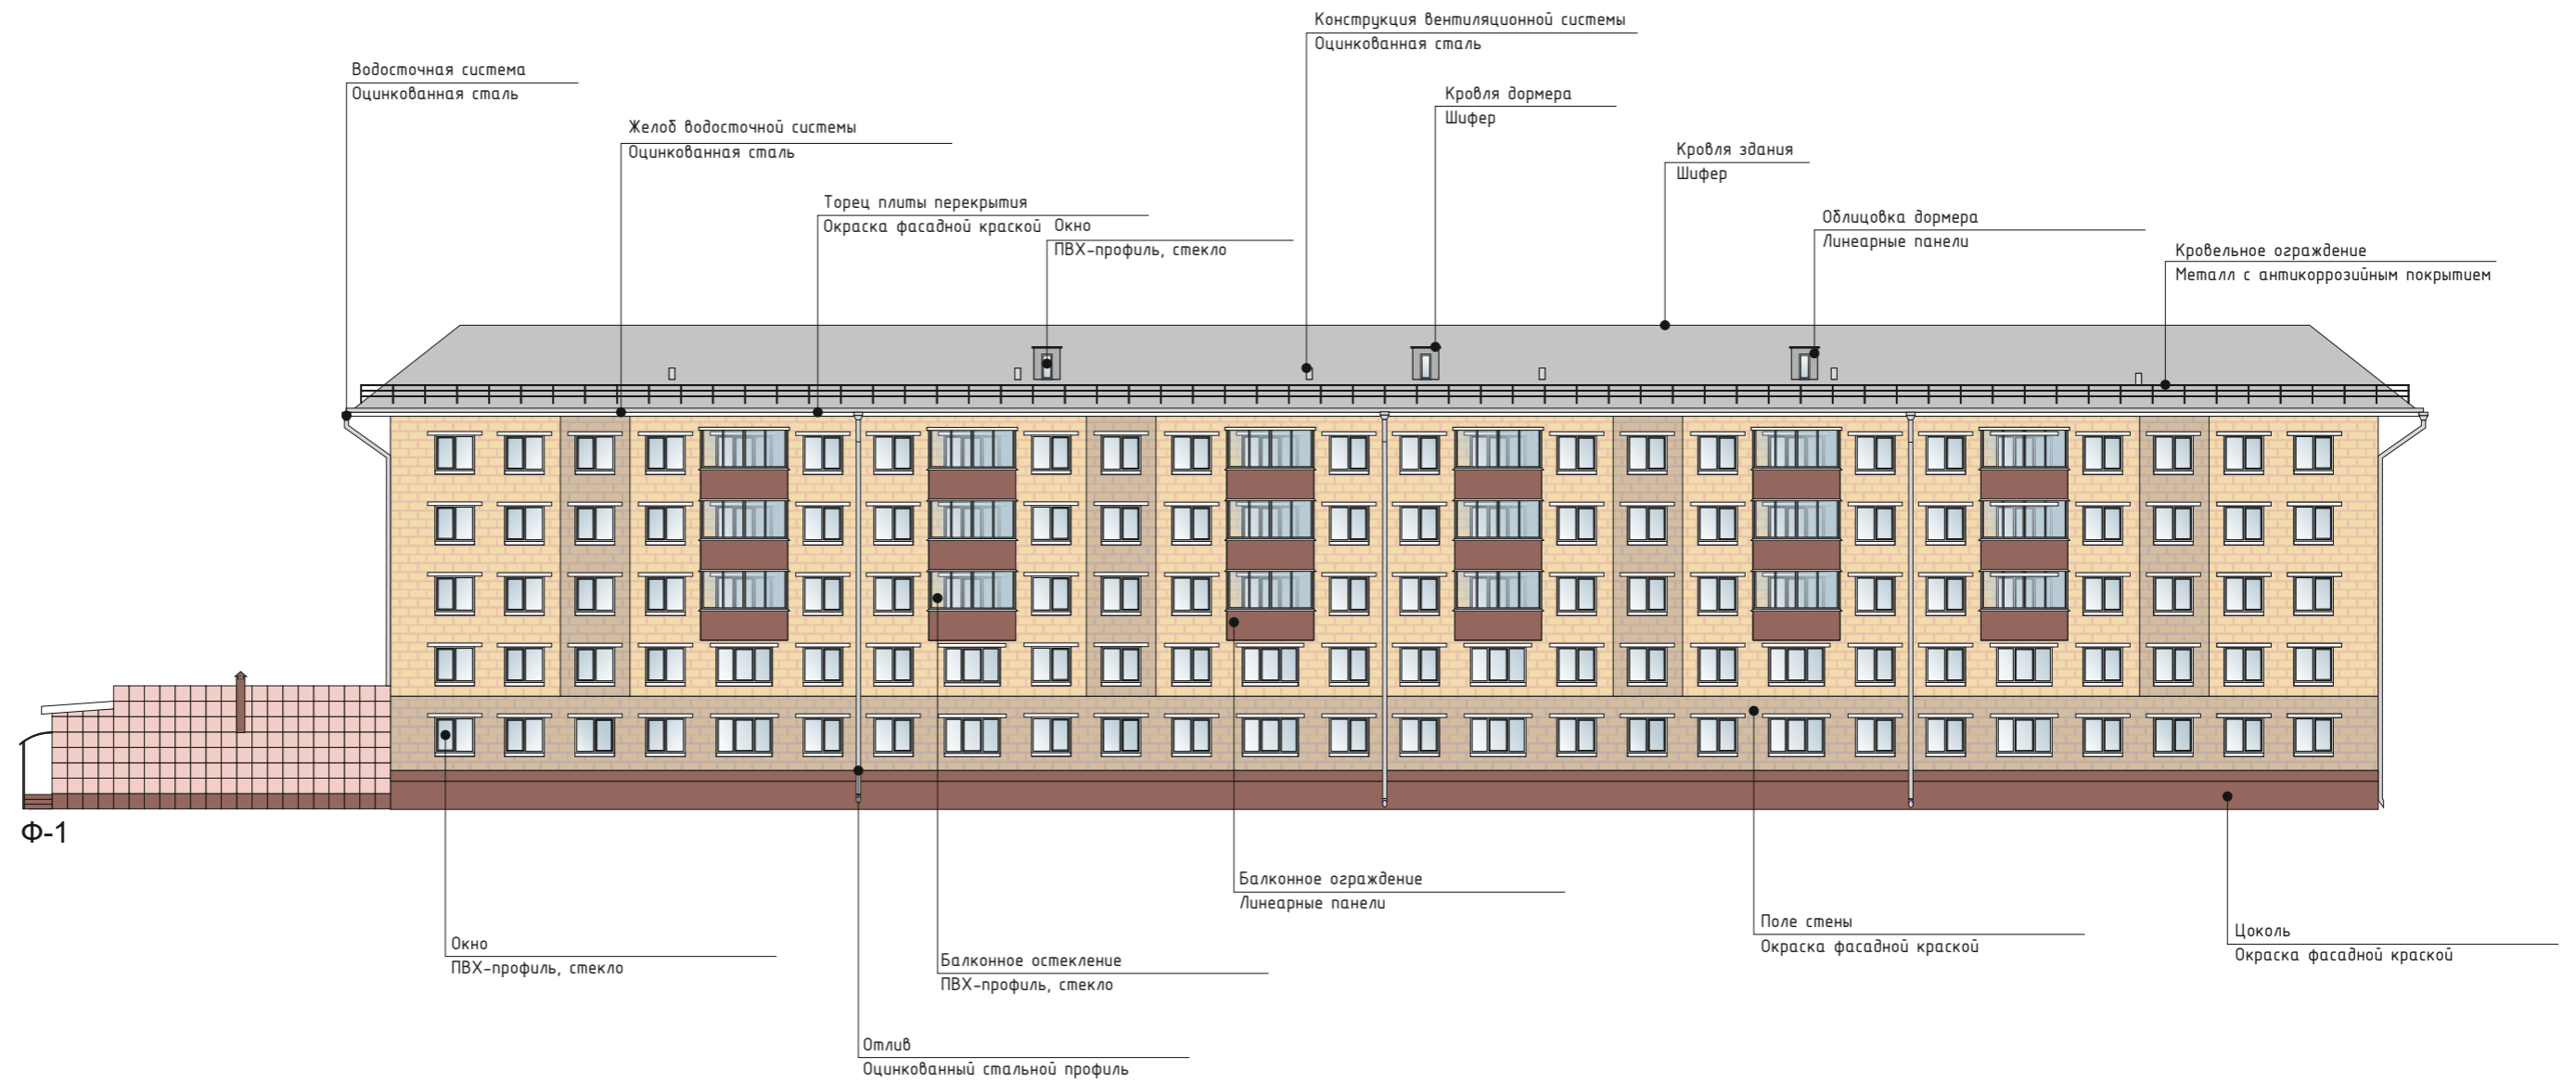 Конструкция вентиляционной системы
Оцинкованная сталь
Водосточная система
Оцинкованная сталь
Кровля дормера
Шифер
Желоб водосточной системы
Оцинкованная сталь
Кровля здания
Шифер
Торец плиты перекрытия
Окраска фасадной краской
Окно
ПВХ-профиль, стекло
Облицовка дормера
Линеарные панели
Кровельное ограждение
Металл с антикоррозийным покрытием
Ф-1
Балконное ограждение
Линеарные панели
Поле стены
Окраска фасадной краской
Цоколь
Окраска фасадной краской
Окно
ПВХ-профиль, стекло
Балконное остекление
ПВХ-профиль, стекло
Отлив
Оцинкованный стальной профиль